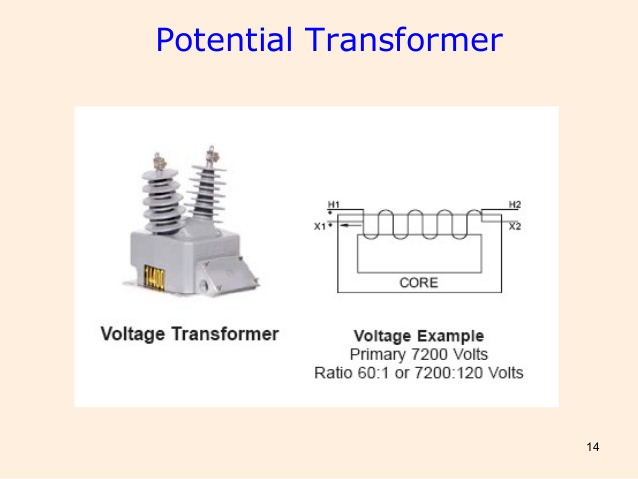 Potential Transformer
H1
H2
X1
X2
CORE
14400
Voltage Transformer
Voltage Example
Primary 7200 Volts
Ratio 60:1 or 7200:120 Volts
14